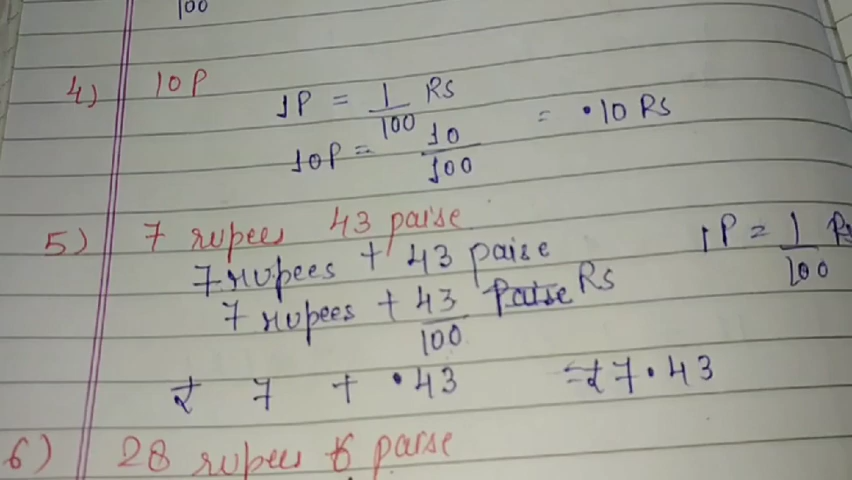 100
4) 10P
1P = 1/100 Rs
10P = 10/100 = .10 Rs
5) 7 rupees 43 paise
7 rupees + 43 paise 1P = 1/100 Rs
7 rupees + 43/100 Paise Rs
₹ 7 + .43 = ₹ 7.43
6) 28 rupees 6 paise